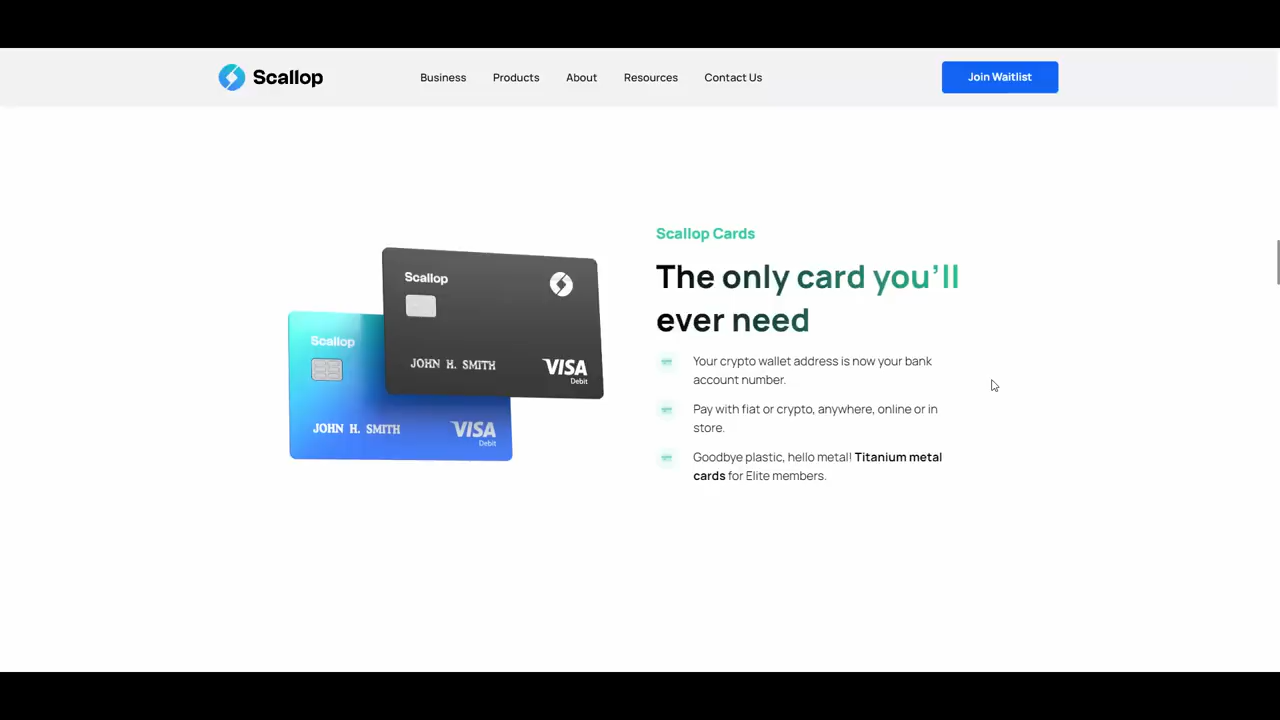 Scallop
Business
Products
About
Resources
Contact Us
Join Waitlist
Scallop
JOHN H. SMITH
VISA
Debit
Scallop
JOHN H. SMITH
VISA
Debit
Scallop Cards
The only card you’ll
ever need
Your crypto wallet address is now your bank
account number.
Pay with fiat or crypto, anywhere, online or in
store.
Goodbye plastic, hello metal! Titanium metal
cards for Elite members.